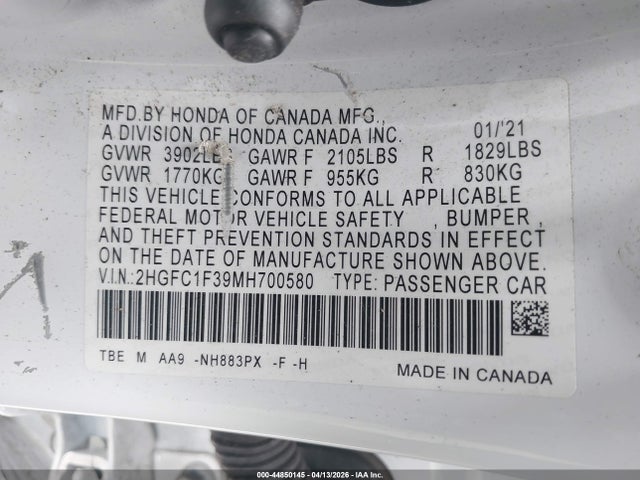 MFD.BY HONDA OF CANADA MFG.,
A DIVISION OF HONDA CANADA INC. 01/'21
GVWR 3902LB GAWR F 2105LBS R 1829LBS
GVWR 1770KG GAWR F 955KG R 830KG
THIS VEHICLE CONFORMS TO ALL APPLICABLE
FEDERAL MOTOR VEHICLE SAFETY , BUMPER ,
AND THEFT PREVENTION STANDARDS IN EFFECT
ON THE DATE OF MANUFACTURE SHOWN ABOVE.
V.I.N.:2HGFC1F39MH700580 TYPE: PASSENGER CAR
TBE M AA9 -NH883PX -F -H
MADE IN CANADA
000-44850145 - 04/13/2026 - IAA Inc.